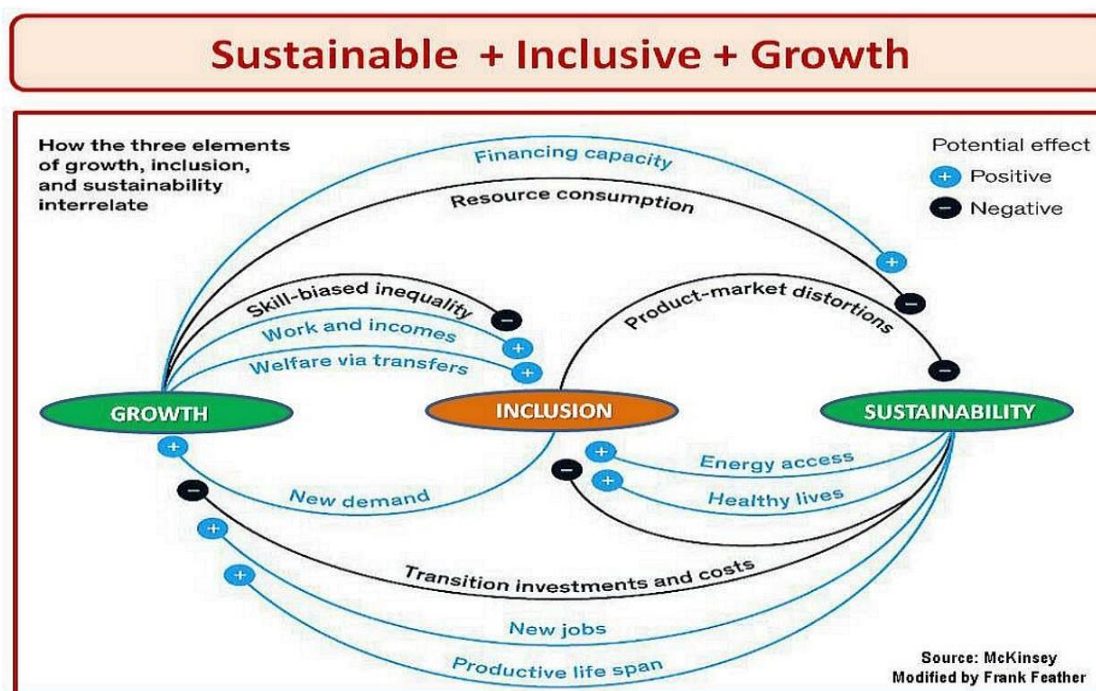 Sustainable + Inclusive + Growth
How the three elements
of growth, inclusion,
and sustainability
interrelate
Potential effect
+ Positive
− Negative
Financing capacity
Resource consumption
+
−
Skill-biased inequality
−
Work and incomes
+
Welfare via transfers
+
Product-market distortions
−
GROWTH
INCLUSION
SUSTAINABILITY
+
New demand
+
Energy access
−
+
Healthy lives
−
Transition investments and costs
+
New jobs
+
Productive life span
Source: McKinsey
Modified by Frank Feather